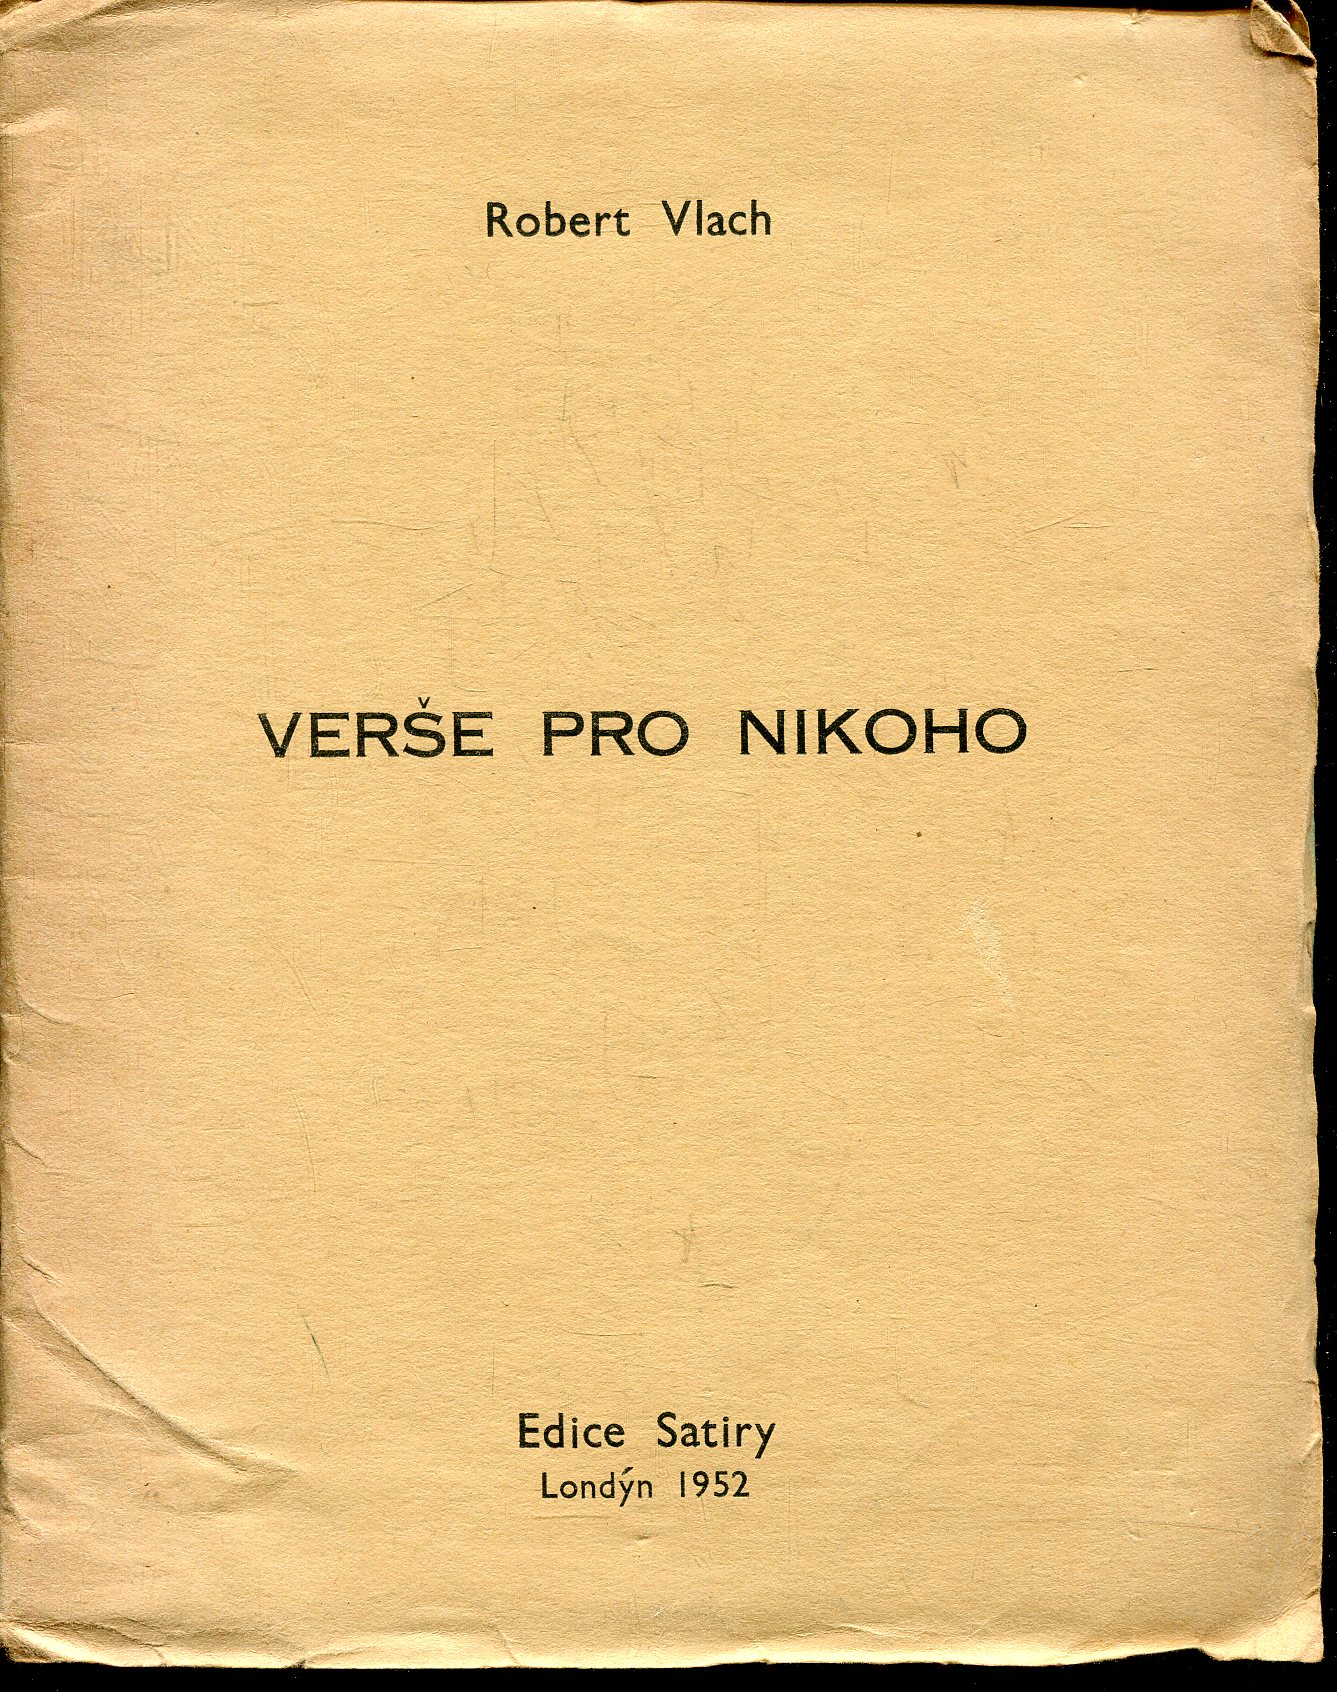 Robert Vlach
VERŠE PRO NIKOHO
Edice Satiry
Londýn 1952